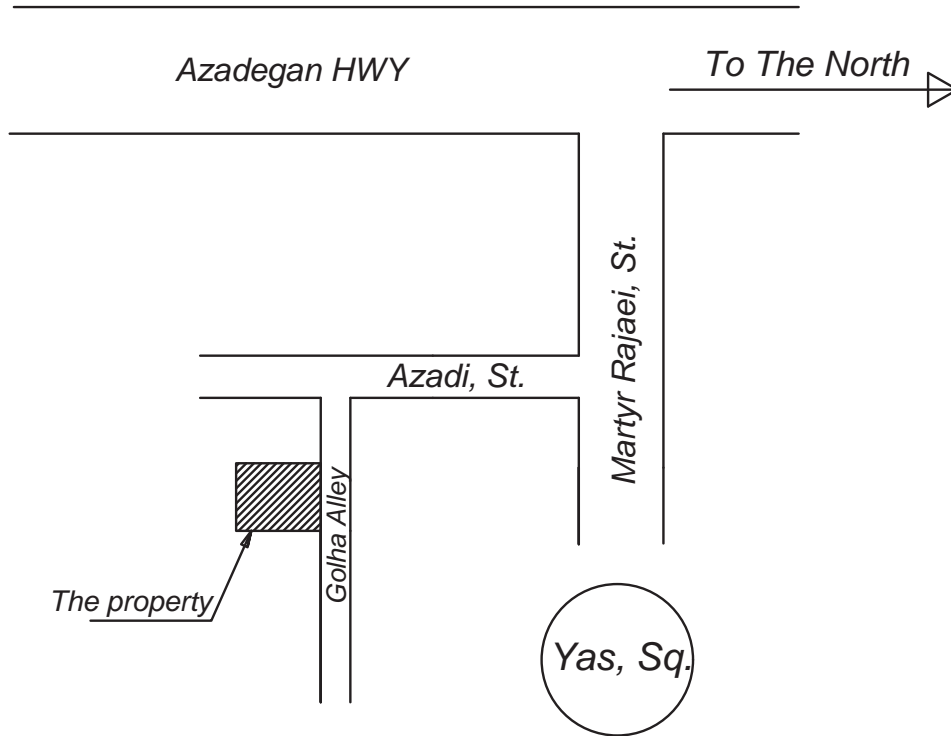 Azadegan HWY
To The North
Martyr Rajaei, St.
Azadi, St.
Golha Alley
The property
Yas, Sq.